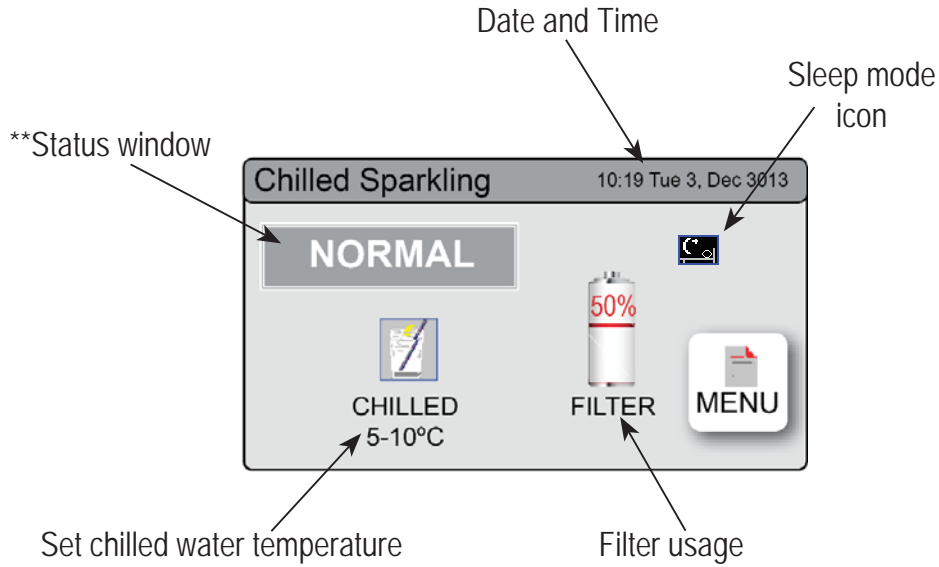 Date and Time
Sleep mode
icon
**Status window
Chilled Sparkling
10:19 Tue 3, Dec 3013
NORMAL
50%
CHILLED
5-10ºC
FILTER
MENU
Set chilled water temperature
Filter usage